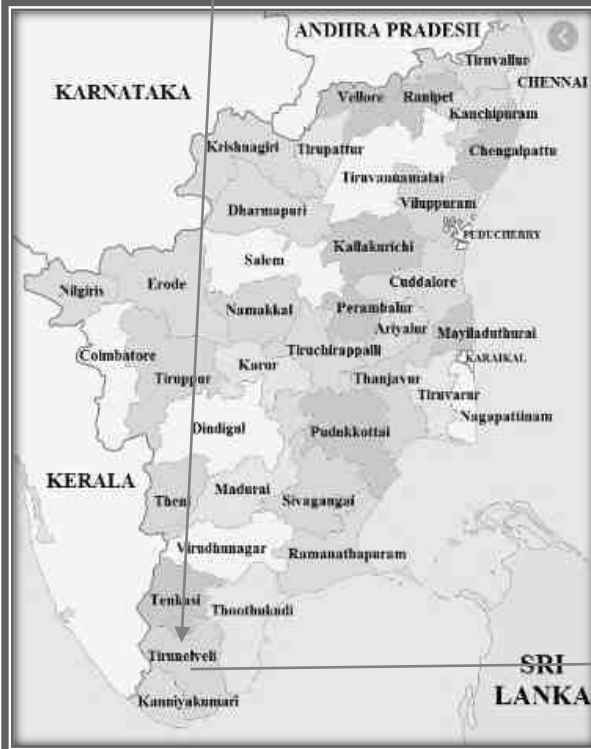 ANDHRA PRADESH
Tiruvallur
KARNATAKA
CHENNAI
Vellore
Ranipet
Kanchipuram
Krishnagiri
Tirupattur
Chengalpattu
Tiruvannamalai
Viluppuram
Dharmapuri
PUDUCHERRY
Kallakurichi
Salem
Cuddalore
Nilgiris
Erode
Namakkal
Perambalur
Ariyalur
Mayiladuthurai
Coimbatore
Tiruchirappalli
KARAIKAL
Karur
Tiruppur
Thanjavur
Tiruvarur
Nagapattinam
Dindigul
Pudukkottai
KERALA
Madurai
Theni
Sivagangai
Virudhunagar
Ramanathapuram
Tenkasi
Thoothukudi
Tirunelveli
SRI
LANKA
Kanniyakumari